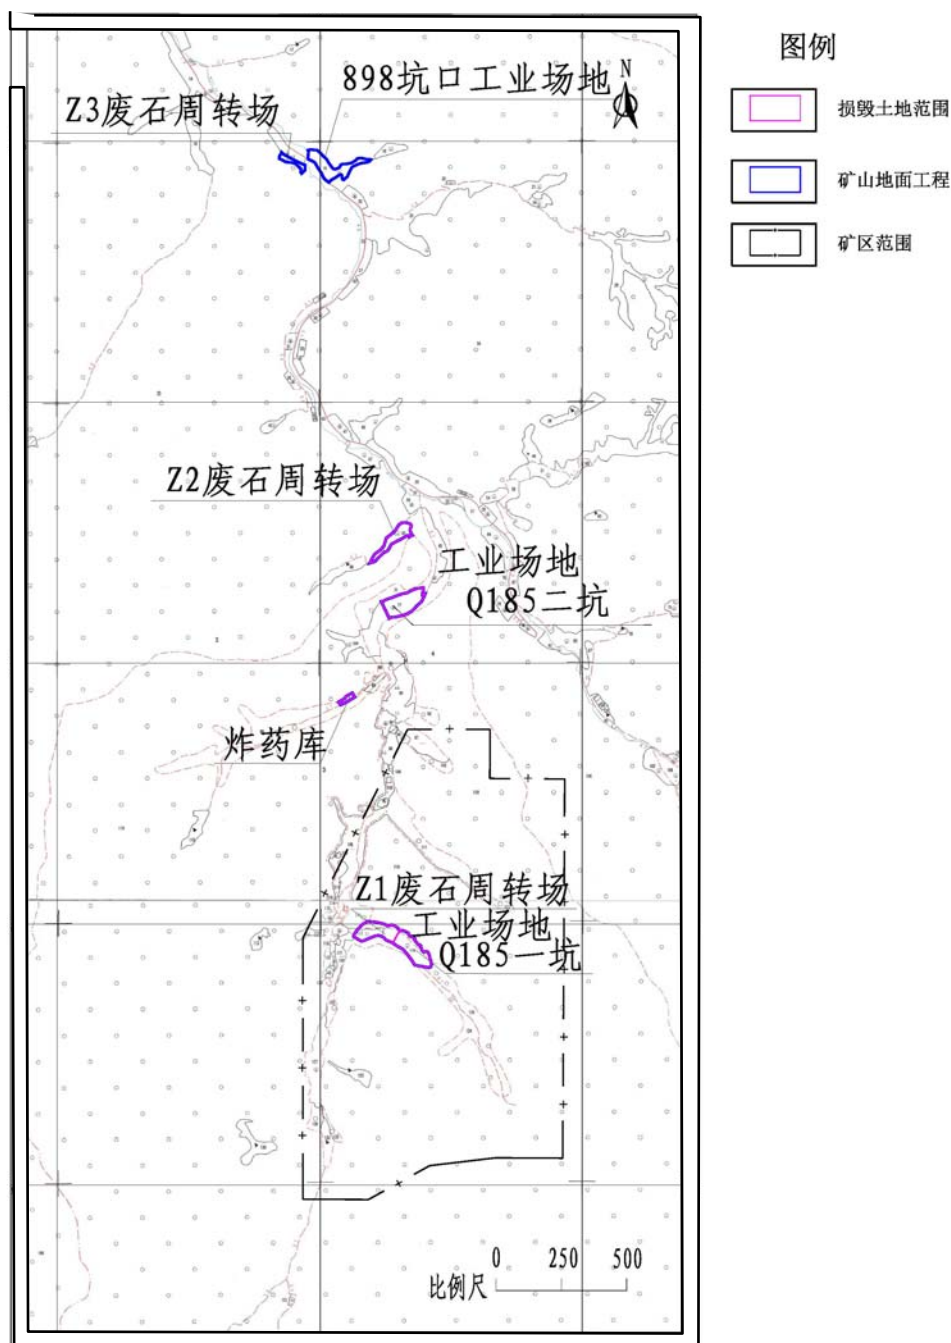 图例
损毁土地范围
矿山地面工程
矿区范围
N
898坑口工业场地
Z3废石周转场
Z2废石周转场
工业场地
Q185二坑
炸药库
Z1废石周转场
工业场地
Q185一坑
0 250 500
比例尺